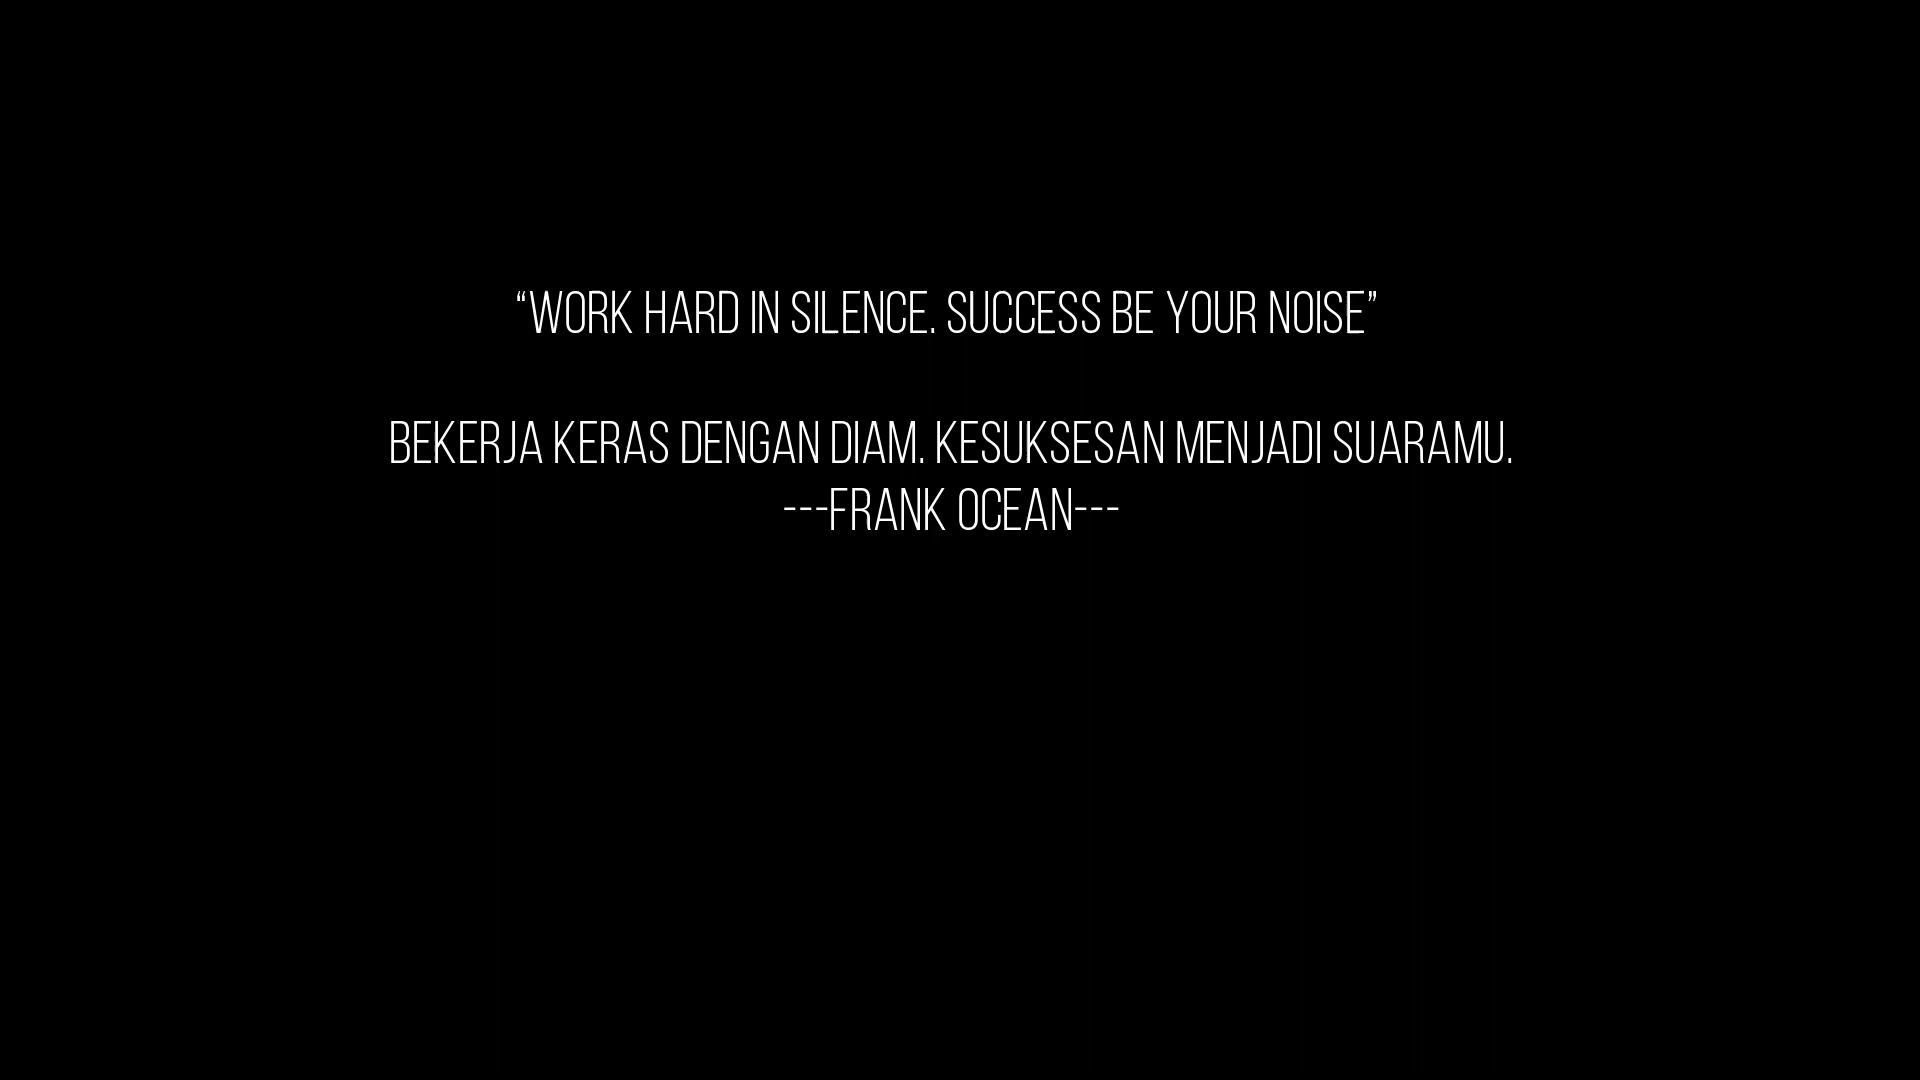 “WORK HARD IN SILENCE. SUCCESS BE YOUR NOISE”
BEKERJA KERAS DENGAN DIAM. KESUKSESAN MENJADI SUARAMU.
---FRANK OCEAN---